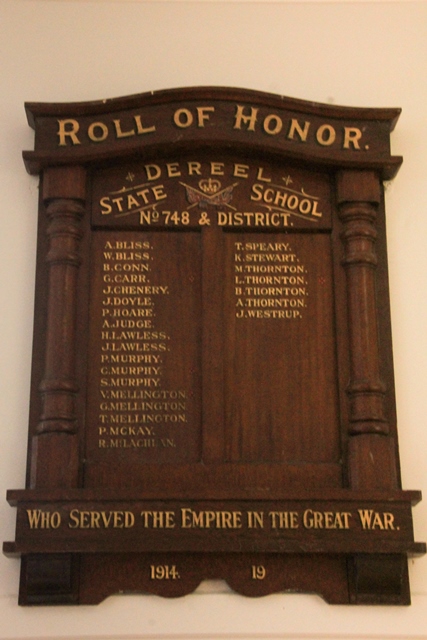 ROLL OF HONOR.
DEREEL
STATE SCHOOL
No 748 & DISTRICT.
A.BLISS.
W.BLISS.
B.CONN.
G.CARR.
J.CHENERY.
J.DOYLE.
P.HOARE.
A.JUDGE.
H.LAWLESS.
J.LAWLESS.
P.MURPHY.
C.MURPHY.
S.MURPHY.
V.MELLINGTON.
G.MELLINGTON.
T.MELLINGTON.
P.MCKAY.
R.MCLACHLAN.
T.SPEARY.
K.STEWART.
M.THORNTON.
L.THORNTON.
B.THORNTON.
A.THORNTON.
J.WESTRUP.
WHO SERVED THE EMPIRE IN THE GREAT WAR.
1914. 19